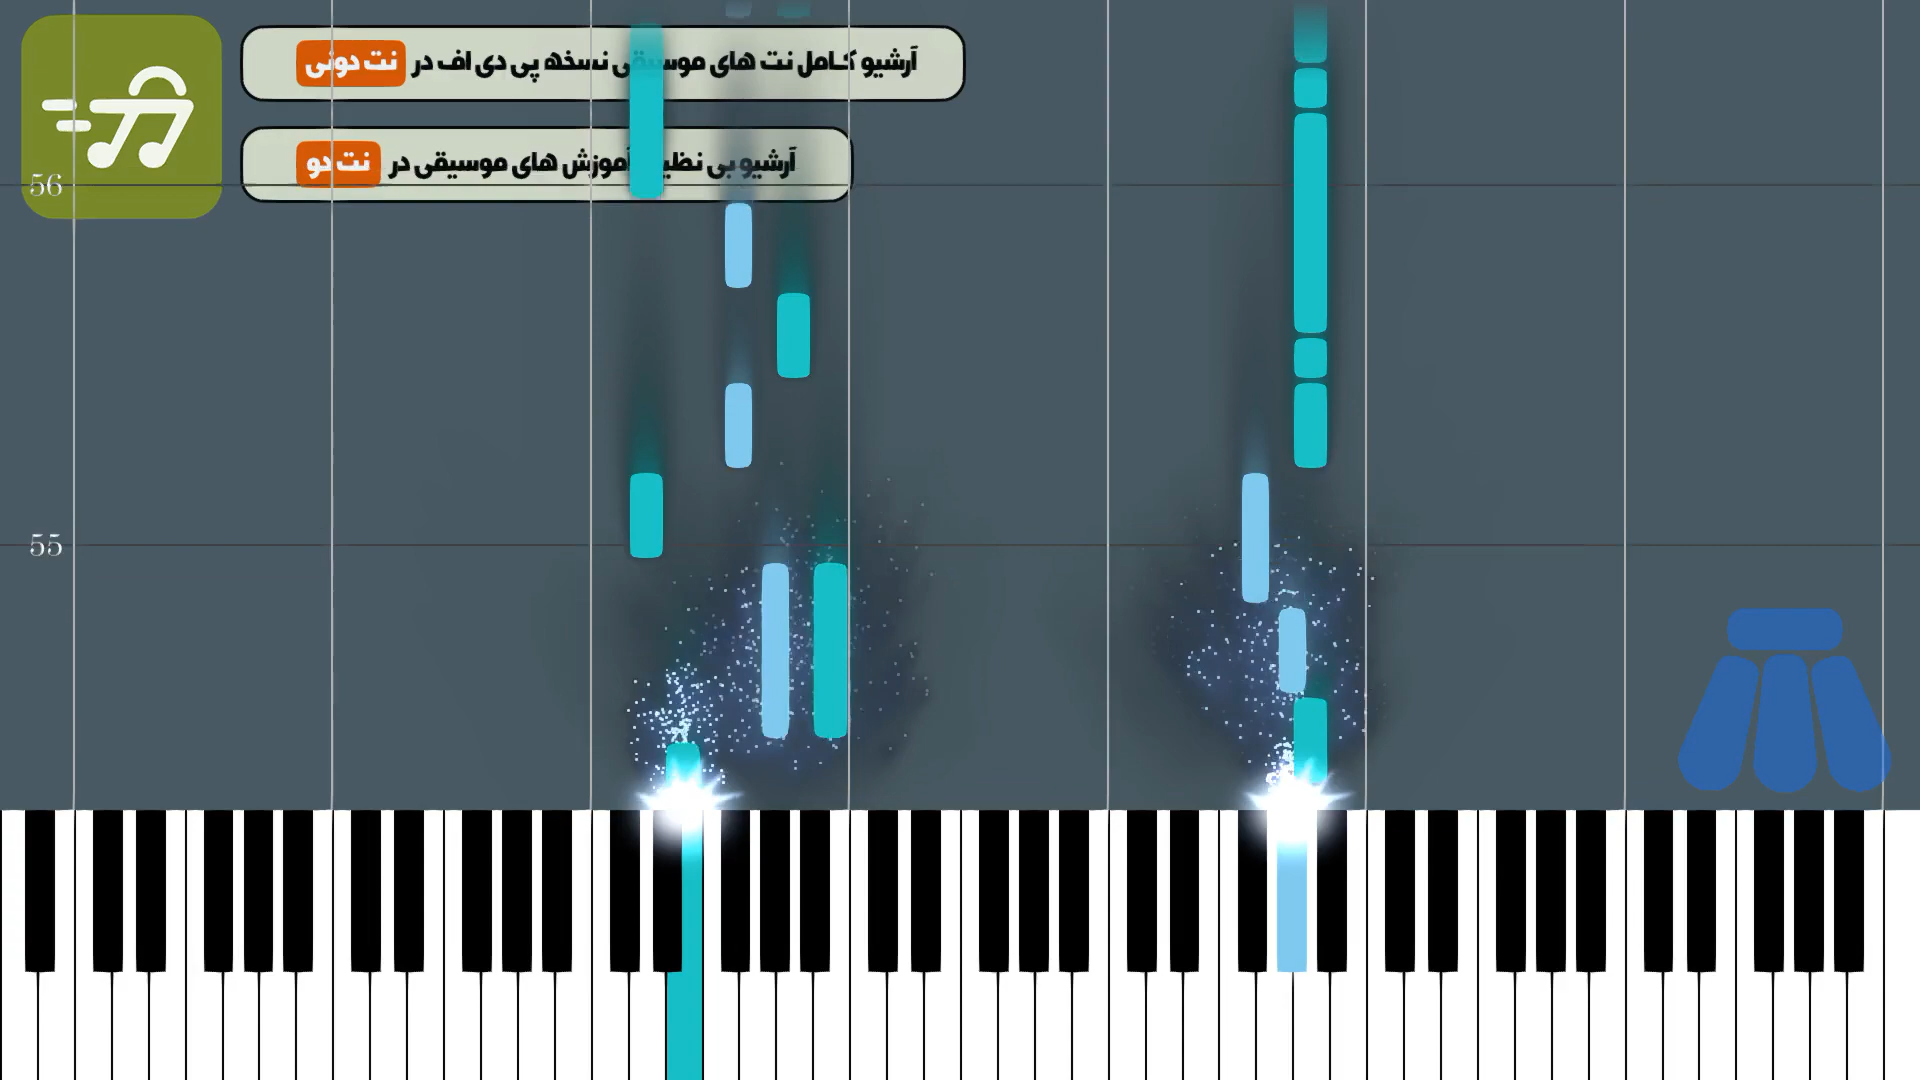 آرشیو کامل نت های موسیقی نسخه پی دی اف در نت دونی
آرشیو بی نظیر آموزش های موسیقی در نت دو
56
55